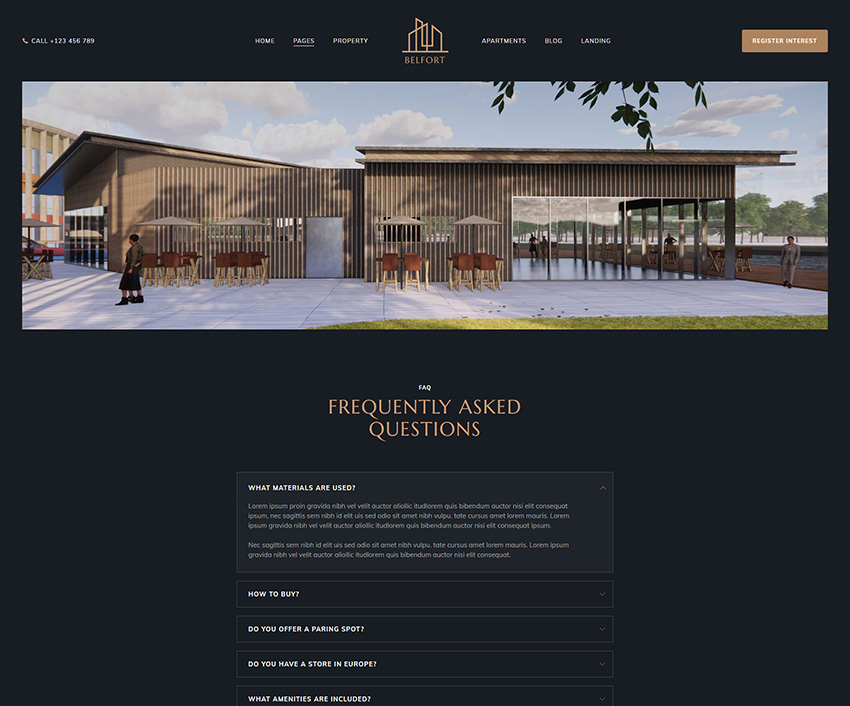 CALL +123 456 789
HOME
PAGES
PROPERTY
BELFORT
APARTMENTS
BLOG
LANDING
REGISTER INTEREST
FAQ
FREQUENTLY ASKED
QUESTIONS
WHAT MATERIALS ARE USED?
Lorem ipsum proin gravida nibh vel velit auctor aliollic itudlorem quis bibendum auctor nisi elit consequat
ipsum, nec sagittis sem nibh id elit uis sed odio sit amet nibh vulpu. tate cursus amet lorem mauris. Lorem
ipsum gravida nibh vel velit auctor aliollic itudlorem quis bibendum auctor nisi elit consequat ipsum.
Nec sagittis sem nibh id elit uis sed odio sit amet nibh vulpu. tate cursus amet lorem mauris. Lorem ipsum
gravida nibh vel velit auctor aliollic itudlorem quis bibendum auctor nisi elit consequat.
HOW TO BUY?
DO YOU OFFER A PARING SPOT?
DO YOU HAVE A STORE IN EUROPE?
WHAT AMENITIES ARE INCLUDED?